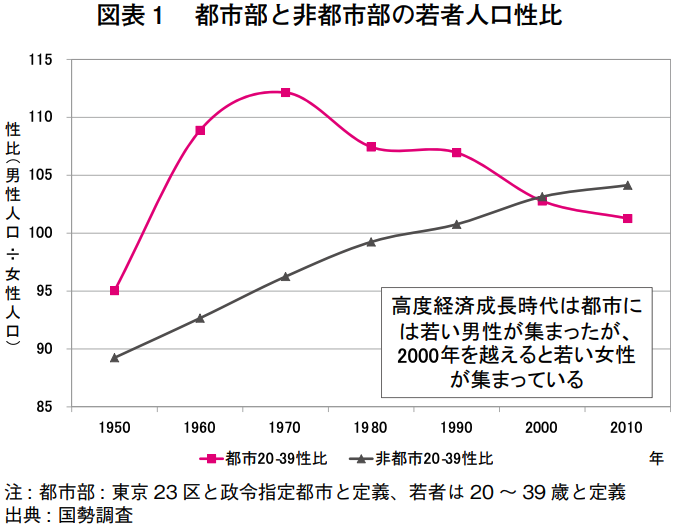 図表1 都市部と非都市部の若者人口性比
性比(男性人口÷女性人口)
115
110
105
100
95
90
85
高度経済成長時代は都市に
は若い男性が集まったが、
2000年を越えると若い女性
が集まっている
1950 1960 1970 1980 1990 2000 2010
都市20-39性比 非都市20-39性比 年
注:都市部:東京23区と政令指定都市と定義、若者は20～39歳と定義
出典:国勢調査